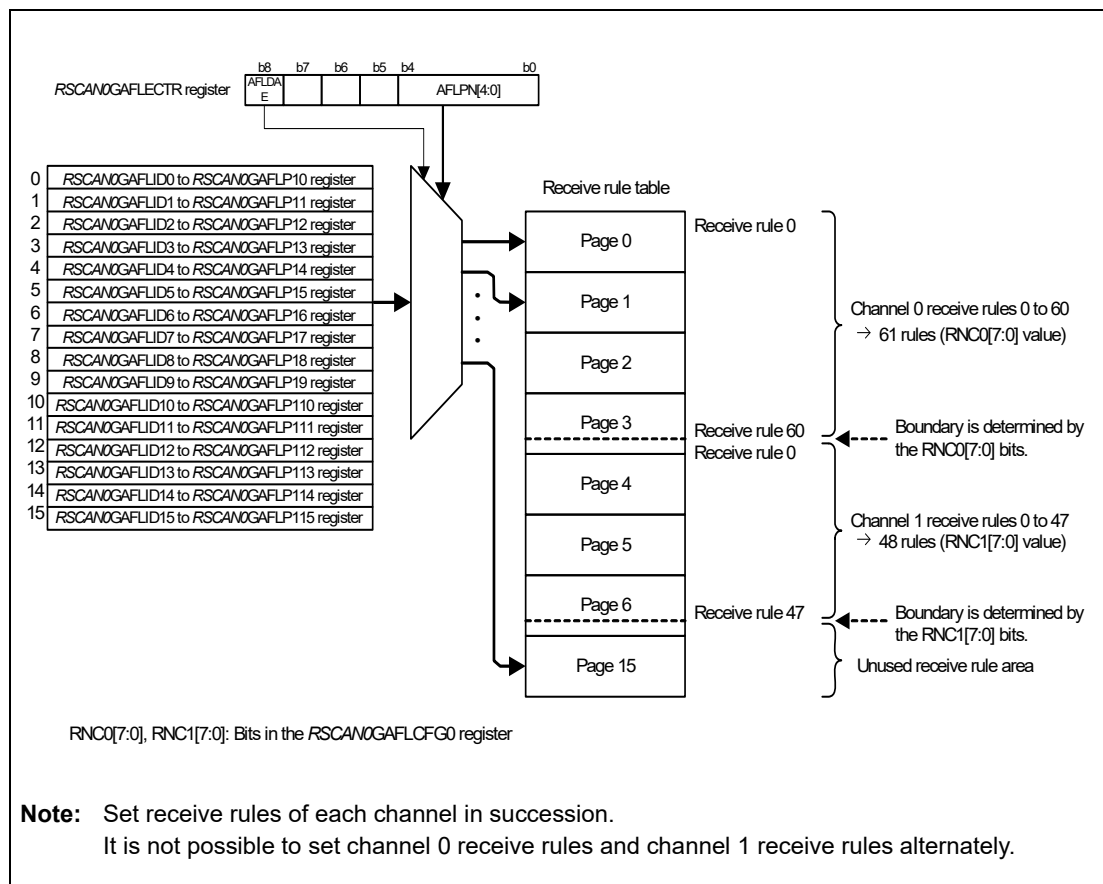 b8 b7 b6 b5 b4 b0
RSCAN0GAFLECTR register
AFLDA
E
AFLPN[4:0]
Receive rule table
0 RSCAN0GAFLID0 to RSCAN0GAFLP10 register
1 RSCAN0GAFLID1 to RSCAN0GAFLP11 register
2 RSCAN0GAFLID2 to RSCAN0GAFLP12 register
3 RSCAN0GAFLID3 to RSCAN0GAFLP13 register
4 RSCAN0GAFLID4 to RSCAN0GAFLP14 register
5 RSCAN0GAFLID5 to RSCAN0GAFLP15 register
6 RSCAN0GAFLID6 to RSCAN0GAFLP16 register
7 RSCAN0GAFLID7 to RSCAN0GAFLP17 register
8 RSCAN0GAFLID8 to RSCAN0GAFLP18 register
9 RSCAN0GAFLID9 to RSCAN0GAFLP19 register
10 RSCAN0GAFLID10 to RSCAN0GAFLP110 register
11 RSCAN0GAFLID11 to RSCAN0GAFLP111 register
12 RSCAN0GAFLID12 to RSCAN0GAFLP112 register
13 RSCAN0GAFLID13 to RSCAN0GAFLP113 register
14 RSCAN0GAFLID14 to RSCAN0GAFLP114 register
15 RSCAN0GAFLID15 to RSCAN0GAFLP115 register
Page 0
Page 1
Page 2
Page 3
Page 4
Page 5
Page 6
Page 15
Receive rule 0
Channel 0 receive rules 0 to 60
→ 61 rules (RNC0[7:0] value)
Receive rule 60
Receive rule 0
Boundary is determined by
the RNC0[7:0] bits.
Channel 1 receive rules 0 to 47
→ 48 rules (RNC1[7:0] value)
Receive rule 47
Boundary is determined by
the RNC1[7:0] bits.
Unused receive rule area
RNC0[7:0], RNC1[7:0]: Bits in the RSCAN0GAFLCFG0 register
Note: Set receive rules of each channel in succession.
It is not possible to set channel 0 receive rules and channel 1 receive rules alternately.